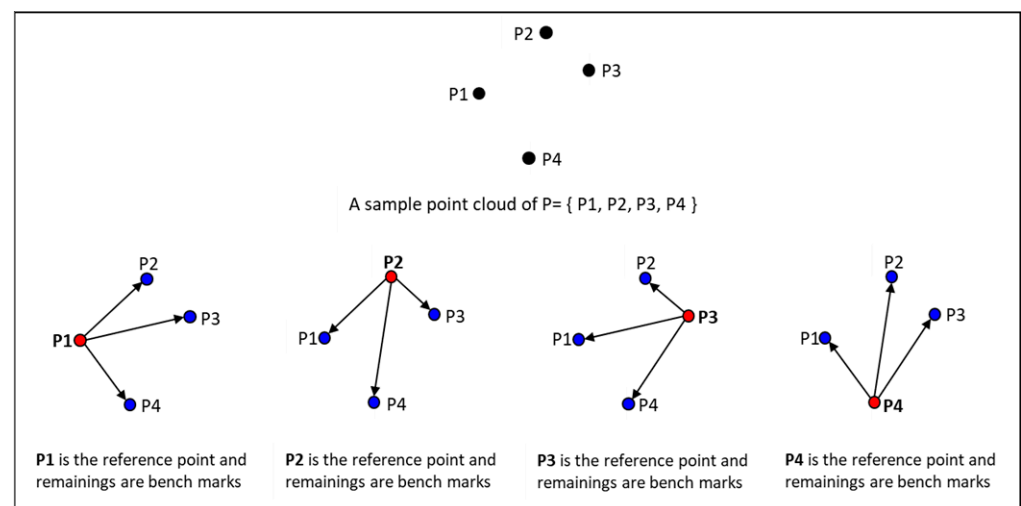 P2
P3
P1
P4
A sample point cloud of P= { P1, P2, P3, P4 }
P2
P3
P1
P4
P2
P1
P3
P4
P2
P3
P1
P4
P2
P3
P1
P4
P1 is the reference point and
remainings are bench marks
P2 is the reference point and
remainings are bench marks
P3 is the reference point and
remainings are bench marks
P4 is the reference point and
remainings are bench marks